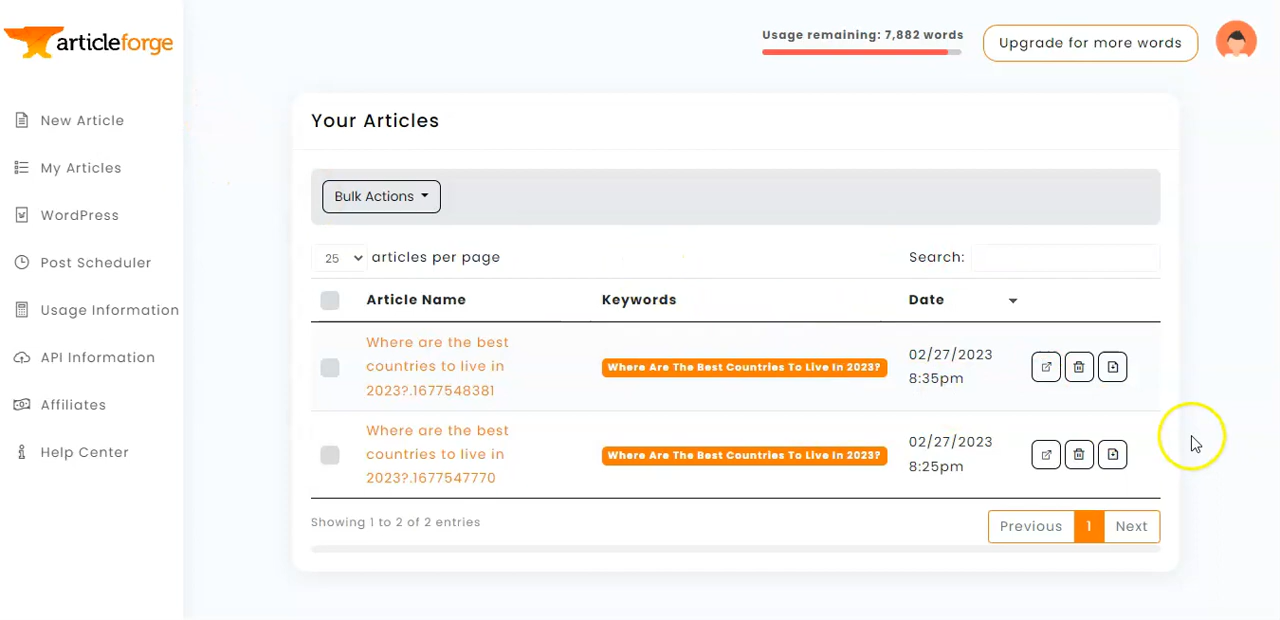 articleforge
Usage remaining: 7,882 words
Upgrade for more words
New Article
My Articles
WordPress
Post Scheduler
Usage Information
API Information
Affiliates
Help Center
Your Articles
Bulk Actions
25 articles per page
Search:
Article Name Keywords Date
Where are the best
countries to live in
2023?.1677548381
Where Are The Best Countries To Live In 2023?
02/27/2023
8:35pm
Where are the best
countries to live in
2023?.1677547770
Where Are The Best Countries To Live In 2023?
02/27/2023
8:25pm
Showing 1 to 2 of 2 entries
Previous 1 Next